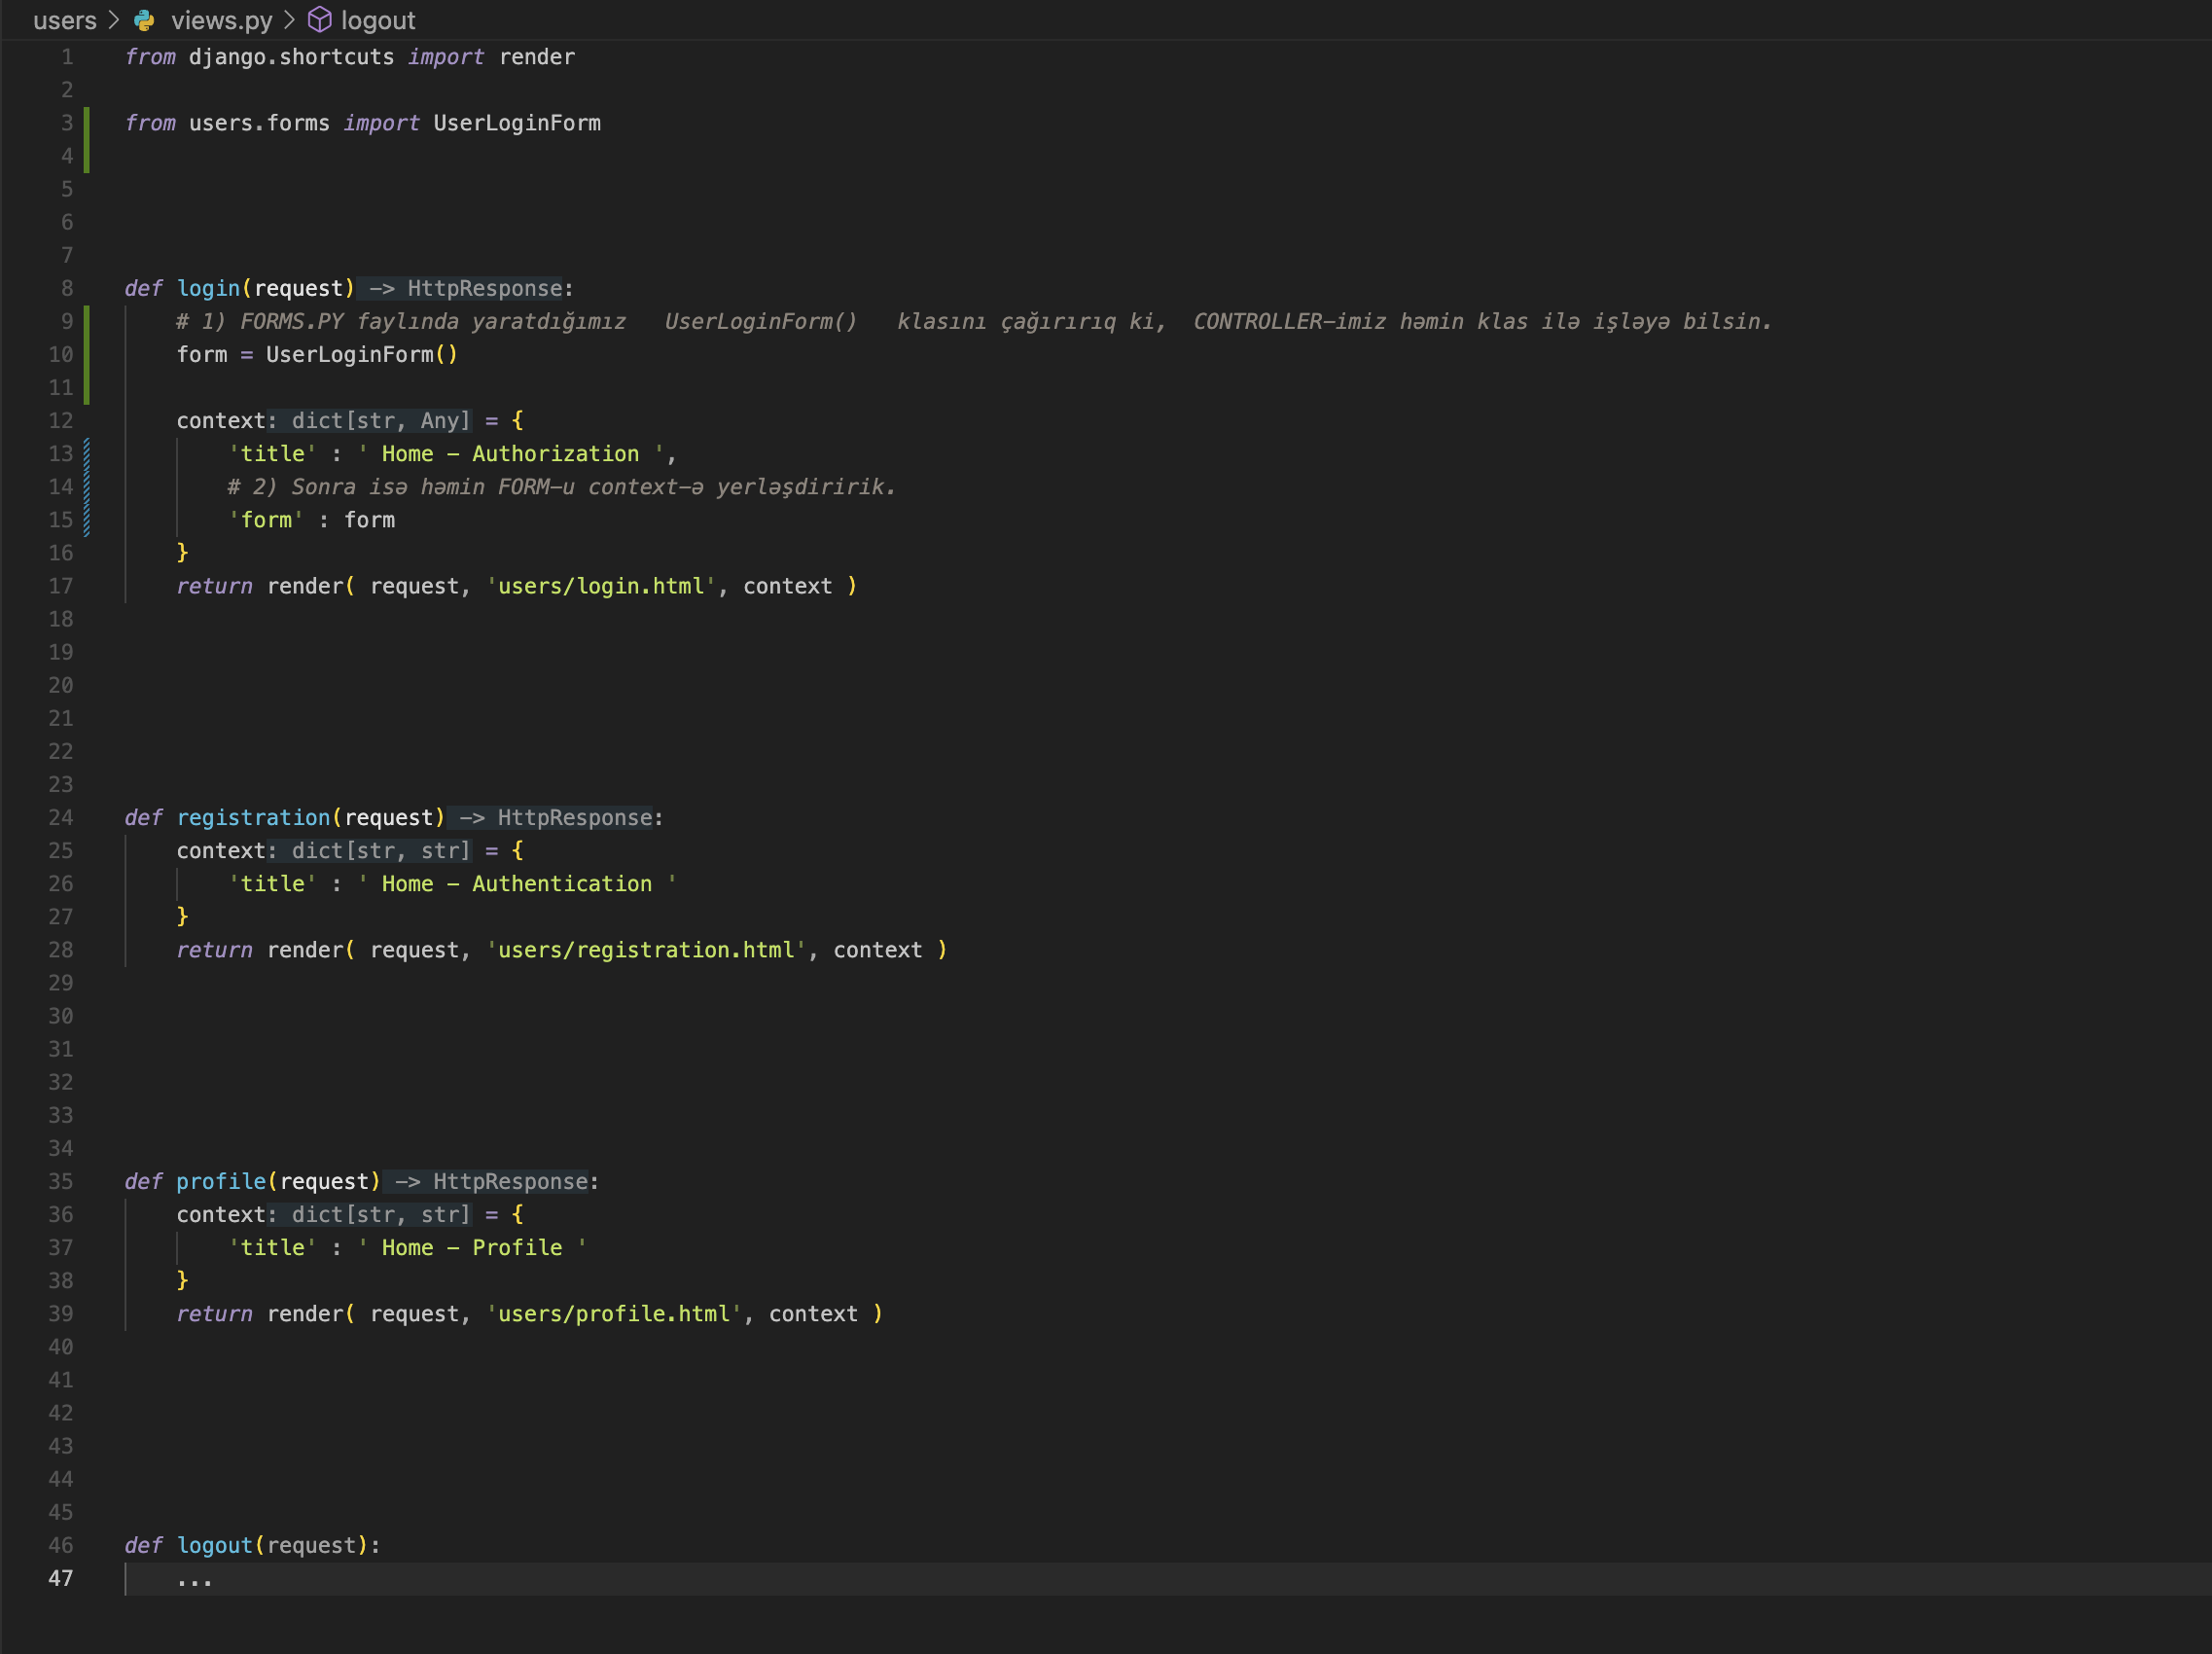 users > views.py > logout
1 from django.shortcuts import render
2
3 from users.forms import UserLoginForm
4
5
6
7
8 def login(request) -> HttpResponse:
9 # 1) FORMS.PY faylında yaratdığımız   UserLoginForm()   klasını çağırırıq ki,  CONTROLLER-imiz həmin klas ilə işləyə bilsin.
10 form = UserLoginForm()
11
12 context: dict[str, Any] = {
13 'title' : ' Home - Authorization ',
14 # 2) Sonra isə həmin FORM-u context-ə yerləşdiririk.
15 'form' : form
16 }
17 return render( request, 'users/login.html', context )
18
19
20
21
22
23
24 def registration(request) -> HttpResponse:
25 context: dict[str, str] = {
26 'title' : ' Home - Authentication '
27 }
28 return render( request, 'users/registration.html', context )
29
30
31
32
33
34
35 def profile(request) -> HttpResponse:
36 context: dict[str, str] = {
37 'title' : ' Home - Profile '
38 }
39 return render( request, 'users/profile.html', context )
40
41
42
43
44
45
46 def logout(request):
47 ...